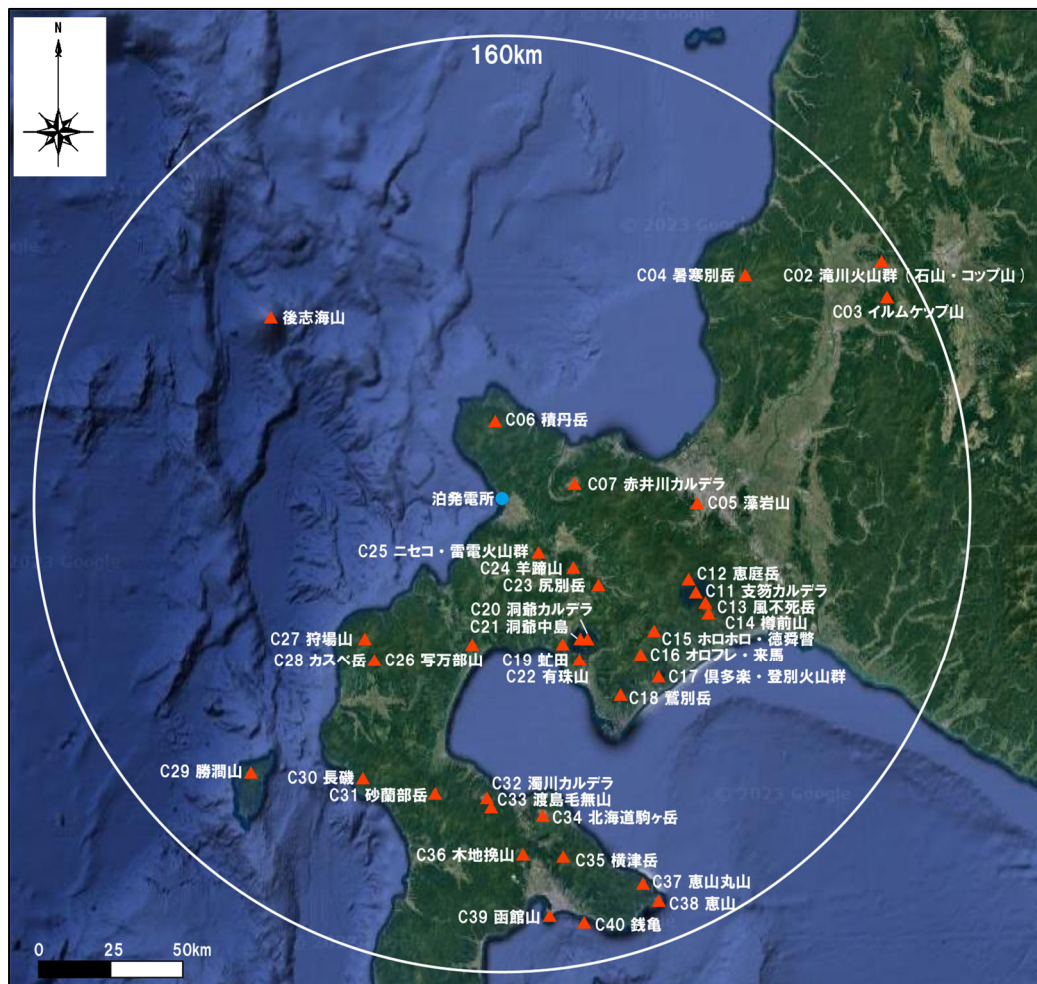 N
160km
© 2023 Google
© 2023 Google
C04 暑寒別岳
C02 滝川火山群（石山・コップ山）
C03 イルムケップ山
後志海山
C06 積丹岳
C07 赤井川カルデラ
泊発電所
C05 藻岩山
C25 ニセコ・雷電火山群
C24 羊蹄山
C23 尻別岳
C12 恵庭岳
C11 支笏カルデラ
C13 風不死岳
C14 樽前山
C20 洞爺カルデラ
C21 洞爺中島
C15 ホロホロ・徳舜瞥
C27 狩場山
C28 カスベ岳
C26 写万部山
C19 虻田
C16 オロフレ・来馬
C22 有珠山
C17 倶多楽・登別火山群
C18 鷲別岳
C29 勝澗山
C30 長磯
C31 砂蘭部岳
C32 濁川カルデラ
C33 渡島毛無山
C34 北海道駒ヶ岳
© 2023 Google
C36 木地挽山
C35 横津岳
C37 恵山丸山
C38 恵山
C39 函館山
C40 銭亀
0 25 50km